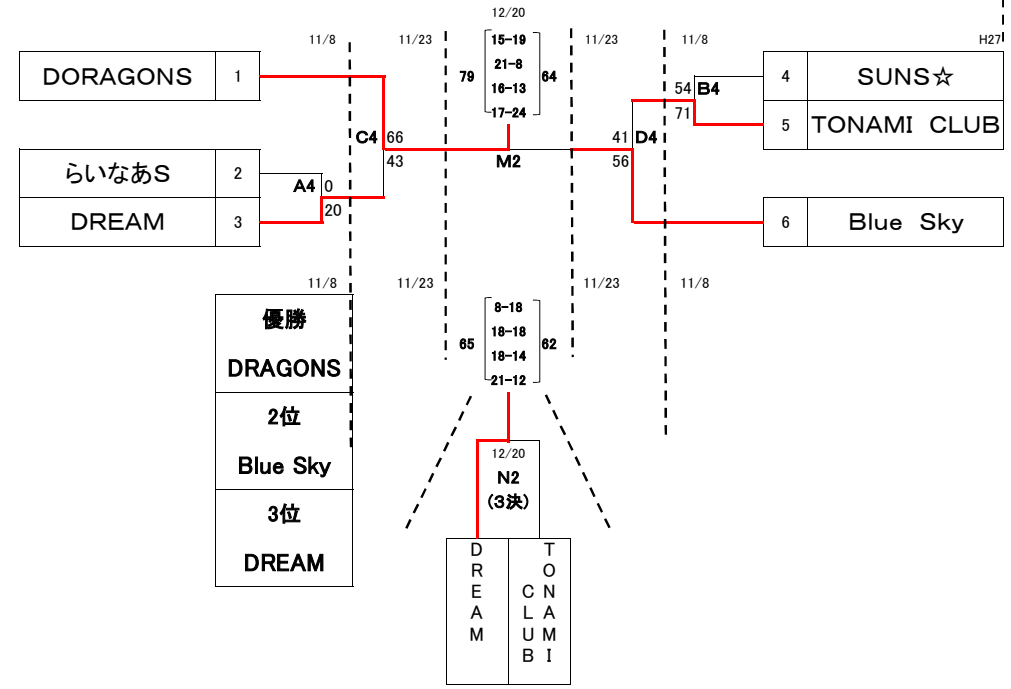 12/20
11/8 11/23 15-19 11/23 11/8 H27
21-8
DORAGONS 1 79 64 4 SUNS☆
16-13 54 B4
17-24 71 5 TONAMI CLUB
C4 66 41 D4
43 M2 56
らいなあS 2
A4 0
DREAM 3 20 6 Blue Sky
11/8 11/23 11/23 11/8
8-18
優勝
18-18
65 62
DRAGONS 18-14
21-12
2位
12/20
Blue Sky N2
(3決)
3位
DREAM
DREAM
TONAMI
CLUB